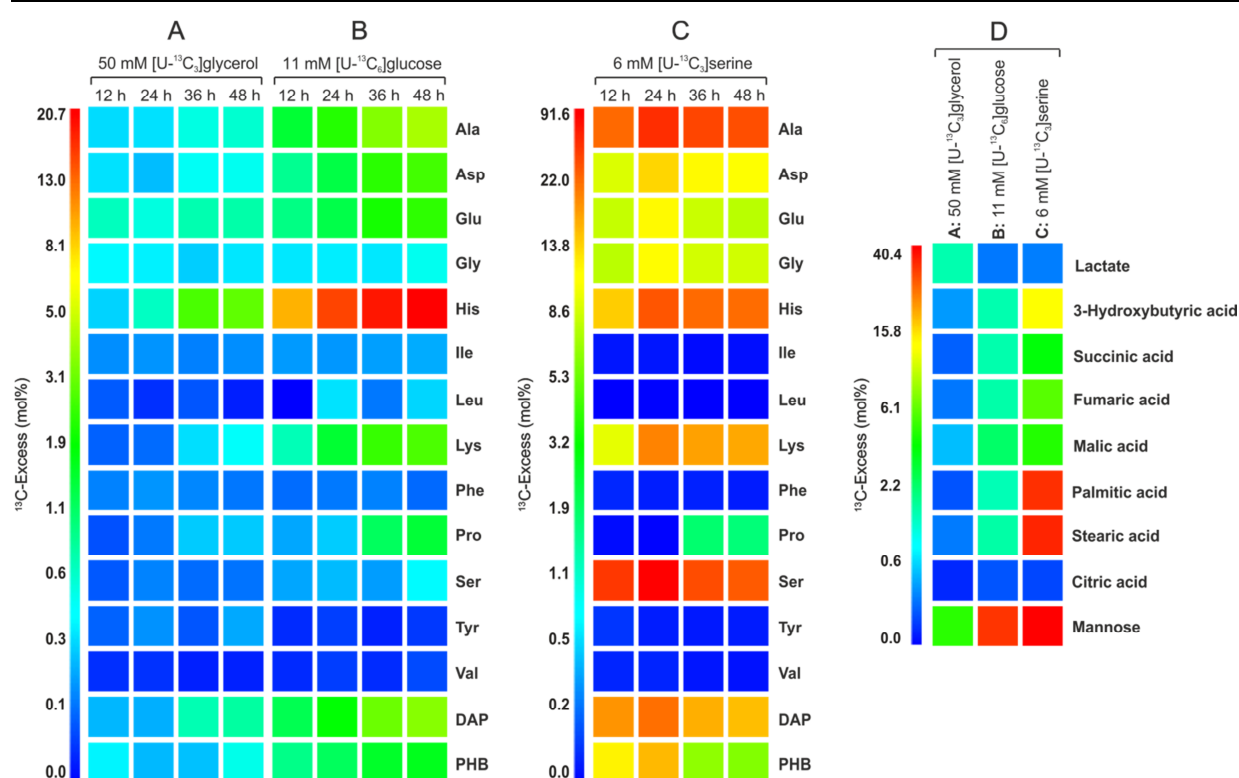 A B C D
50 mM [U-¹³C₃]glycerol 11 mM [U-¹³C₆]glucose 6 mM [U-¹³C₃]serine
12 h 24 h 36 h 48 h 12 h 24 h 36 h 48 h 12 h 24 h 36 h 48 h
20.7
13.0
8.1
5.0
3.1
1.9
1.1
0.6
0.3
0.1
0.0
¹³C-Excess (mol%)
Ala
Asp
Glu
Gly
His
Ile
Leu
Lys
Phe
Pro
Ser
Tyr
Val
DAP
PHB
91.6
22.0
13.8
8.6
5.3
3.2
1.9
1.1
0.5
0.2
0.0
¹³C-Excess (mol%)
Ala
Asp
Glu
Gly
His
Ile
Leu
Lys
Phe
Pro
Ser
Tyr
Val
DAP
PHB
A: 50 mM [U-¹³C₃]glycerol
B: 11 mM [U-¹³C₆]glucose
C: 6 mM [U-¹³C₃]serine
40.4
15.8
6.1
2.2
0.6
0.0
¹³C-Excess (mol%)
Lactate
3-Hydroxybutyric acid
Succinic acid
Fumaric acid
Malic acid
Palmitic acid
Stearic acid
Citric acid
Mannose